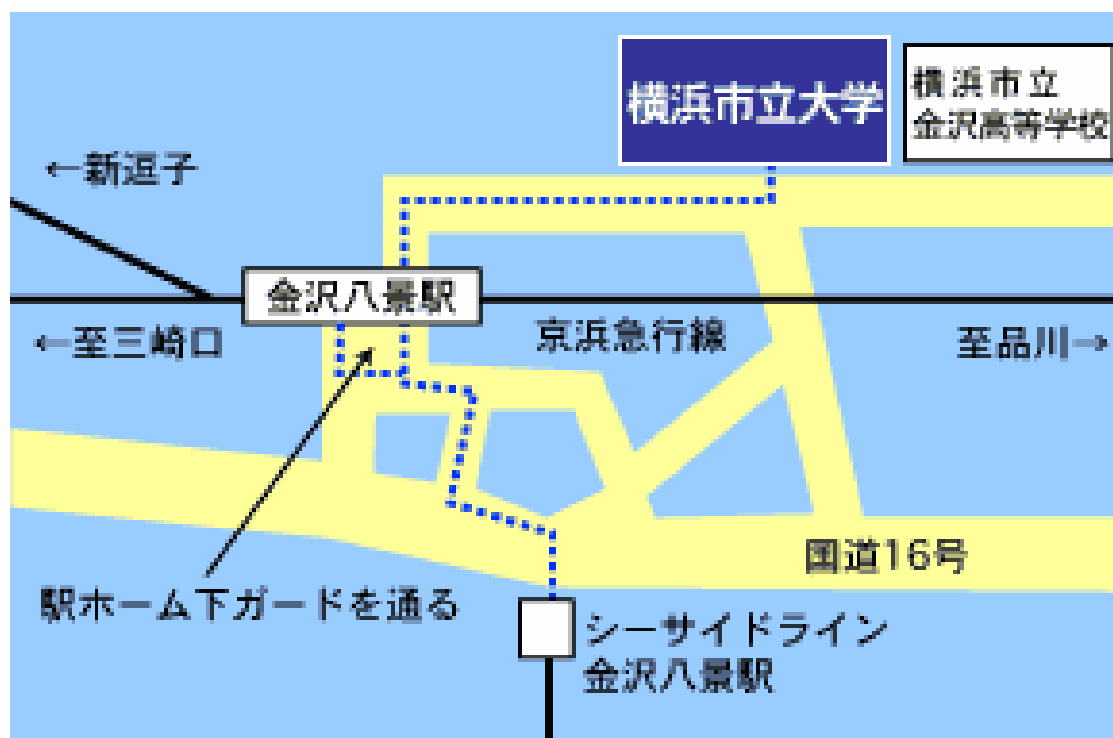 横浜市立大学
横浜市立
金沢高等学校
←新逗子
金沢八景駅
←至三崎口
京浜急行線
至品川→
国道16号
駅ホーム下ガードを通る
シーサイドライン
金沢八景駅